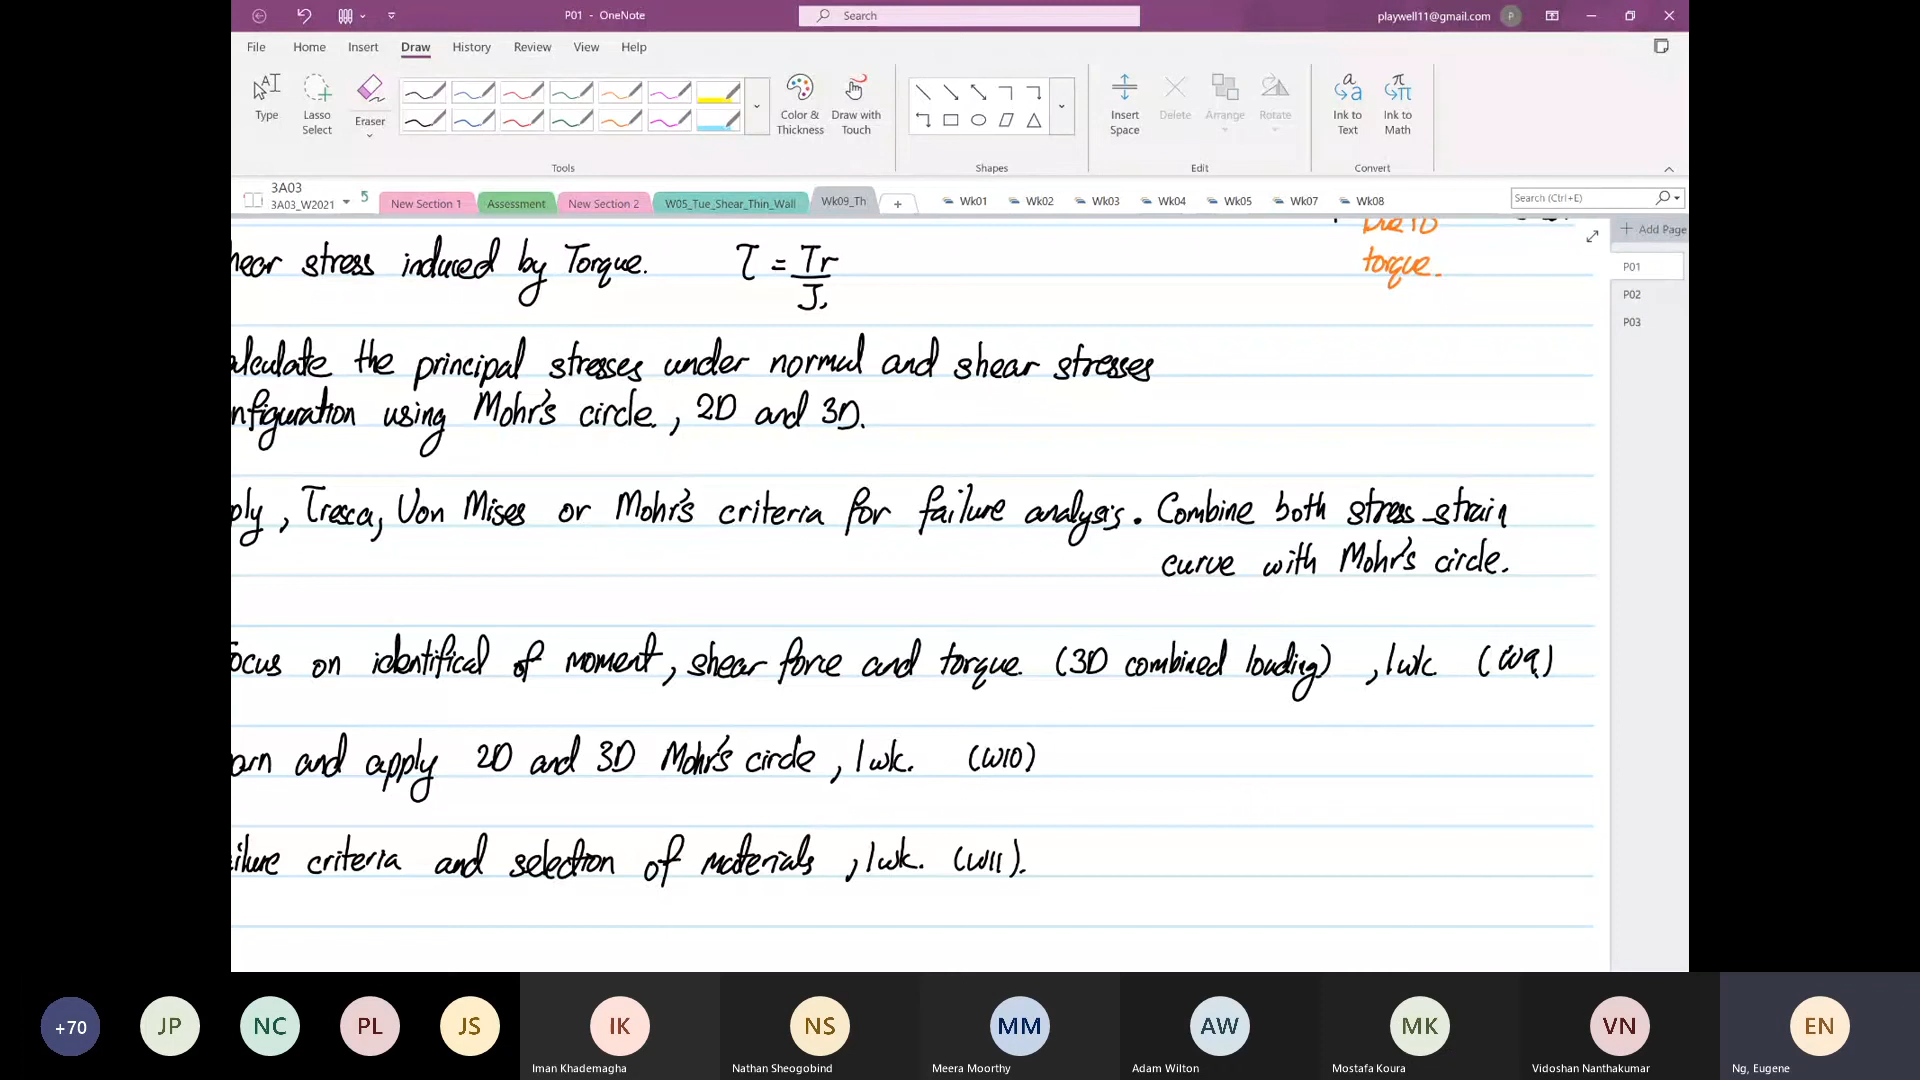 P01 - OneNote
Search
playwell11@gmail.com
P
File Home Insert Draw History Review View Help
Type
Lasso Select
Eraser
Color & Thickness
Draw with Touch
Insert Space
Delete
Arrange
Rotate
Ink to Text
Ink to Math
Tools
Shapes
Edit
Convert
3A03
3A03_W2021
5
New Section 1
Assessment
New Section 2
W05_Tue_Shear_Thin_Wall
Wk09_Th
+
Wk01
Wk02
Wk03
Wk04
Wk05
Wk07
Wk08
Search (Ctrl+E)
Add Page
P01
P02
P03
Due to
torque.
hear stress induced by Torque. τ = Tr/J.
alculate the principal stresses under normal and shear stresses
nfiguration using Mohr's circle., 2D and 3D.
ply, Tresca, Von Mises or Mohr's criteria for failure analysis. Combine both stress-strain
curve with Mohr's circle.
Focus on identifical of moment, shear force and torque. (3D combined loading), 1wk. (W9)
arn and apply 2D and 3D Mohr's circle, 1wk. (W10)
ailure criteria and selection of materials, 1wk. (W11).
+70
JP
NC
PL
JS
IK
Iman Khademagha
NS
Nathan Sheogobind
MM
Meera Moorthy
AW
Adam Wilton
MK
Mostafa Koura
VN
Vidoshan Nanthakumar
EN
Ng, Eugene